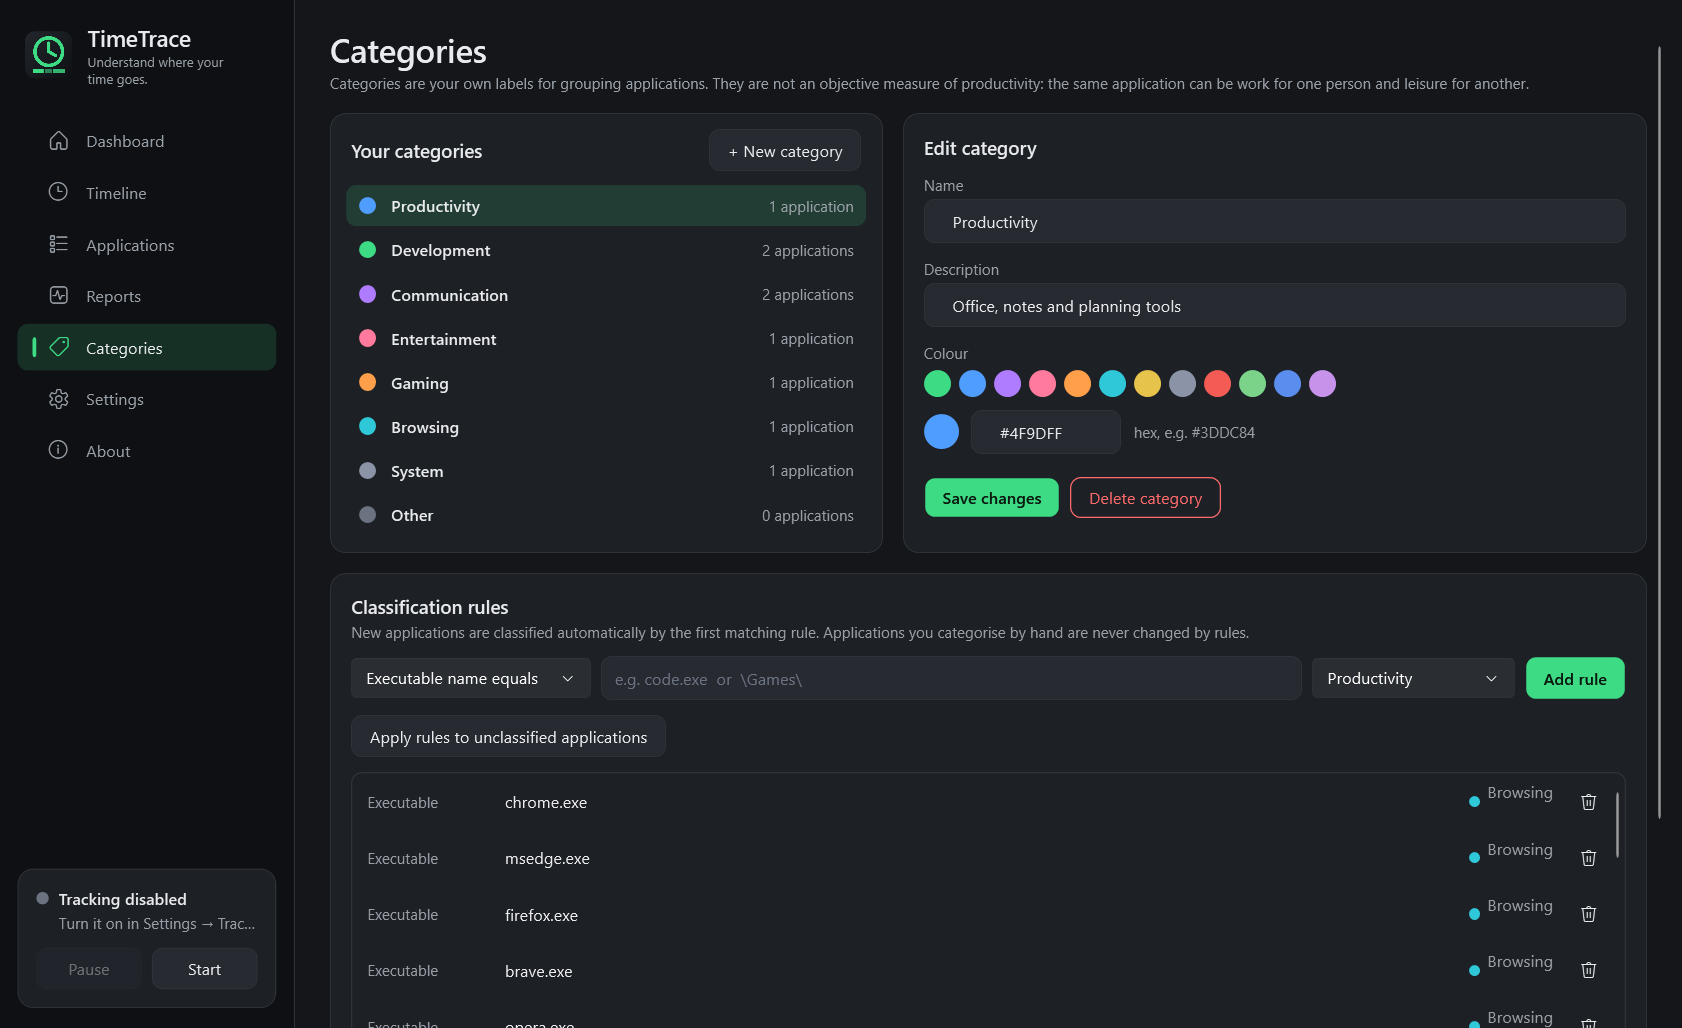 TimeTrace
Understand where your
time goes.
Dashboard
Timeline
Applications
Reports
Categories
Settings
About
Tracking disabled
Turn it on in Settings → Trac...
Pause
Start
Categories
Categories are your own labels for grouping applications. They are not an objective measure of productivity: the same application can be work for one person and leisure for another.
Your categories
+ New category
Productivity
1 application
Development
2 applications
Communication
2 applications
Entertainment
1 application
Gaming
1 application
Browsing
1 application
System
1 application
Other
0 applications
Edit category
Name
Productivity
Description
Office, notes and planning tools
Colour
#4F9DFF
hex, e.g. #3DDC84
Save changes
Delete category
Classification rules
New applications are classified automatically by the first matching rule. Applications you categorise by hand are never changed by rules.
Executable name equals
e.g. code.exe  or  \Games\
Productivity
Add rule
Apply rules to unclassified applications
Executable
chrome.exe
Browsing
Executable
msedge.exe
Browsing
Executable
firefox.exe
Browsing
Executable
brave.exe
Browsing
Executable
opera.exe
Browsing